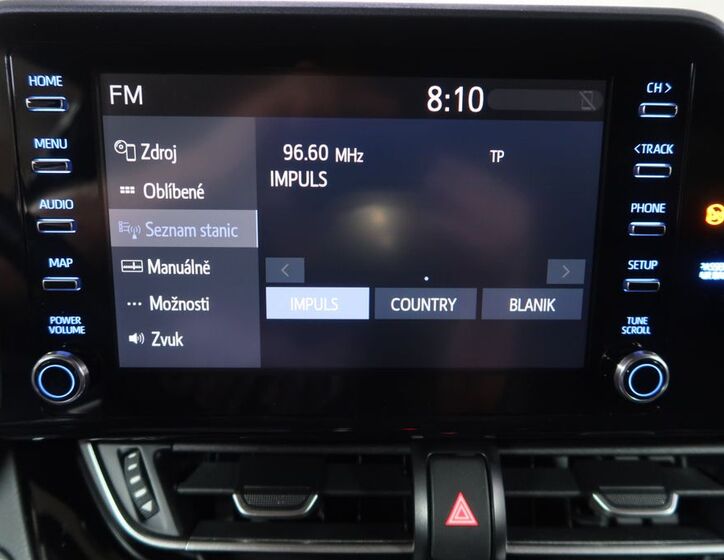 HOME
MENU
AUDIO
MAP
POWER
VOLUME
FM
8:10
Zdroj
Oblíbené
Seznam stanic
Manuálně
Možnosti
Zvuk
96.60 MHz
TP
IMPULS
IMPULS
COUNTRY
BLANIK
CH >
< TRACK
PHONE
SETUP
TUNE
SCROLL